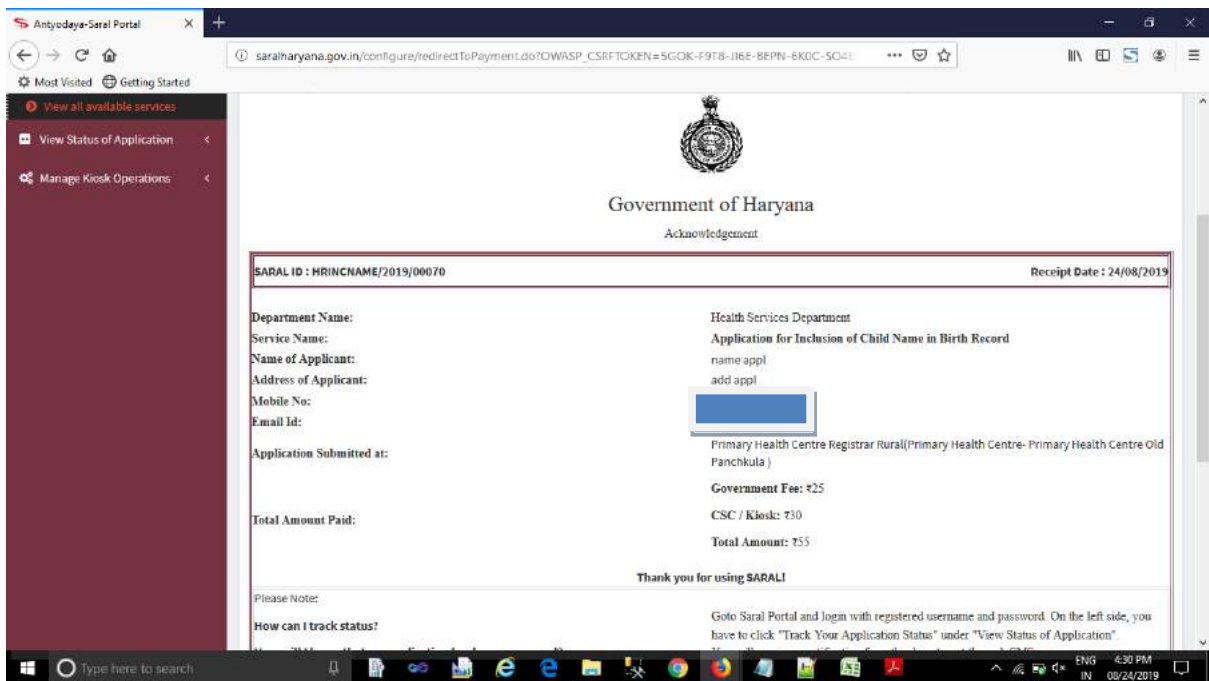 Antyodaya-Saral Portal
saralharyana.gov.in/configure/redirectToPayment.do?OWASP_CSRFTOKEN=
Most Visited Getting Started
View all available services
View Status of Application
Manage Kiosk Operations
Government of Haryana
Acknowledgement
SARAL ID : HRINCNAME/2019/00070 Receipt Date : 24/08/2019
Department Name: Health Services Department
Service Name: Application for Inclusion of Child Name in Birth Record
Name of Applicant: name appl
Address of Applicant: add appl
Mobile No:
Email Id:
Application Submitted at: Primary Health Centre Registrar Rural(Primary Health Centre- Primary Health Centre Old
Panchkula )
Government Fee: ₹25
Total Amount Paid: CSC / Kiosk: ₹30
Total Amount: ₹55
Thank you for using SARAL!
Please Note:
How can I track status? Goto Saral Portal and login with registered username and password. On the left side, you
have to click "Track Your Application Status" under "View Status of Application".
Type here to search
ENG 4:30 PM
IN 08/24/2019